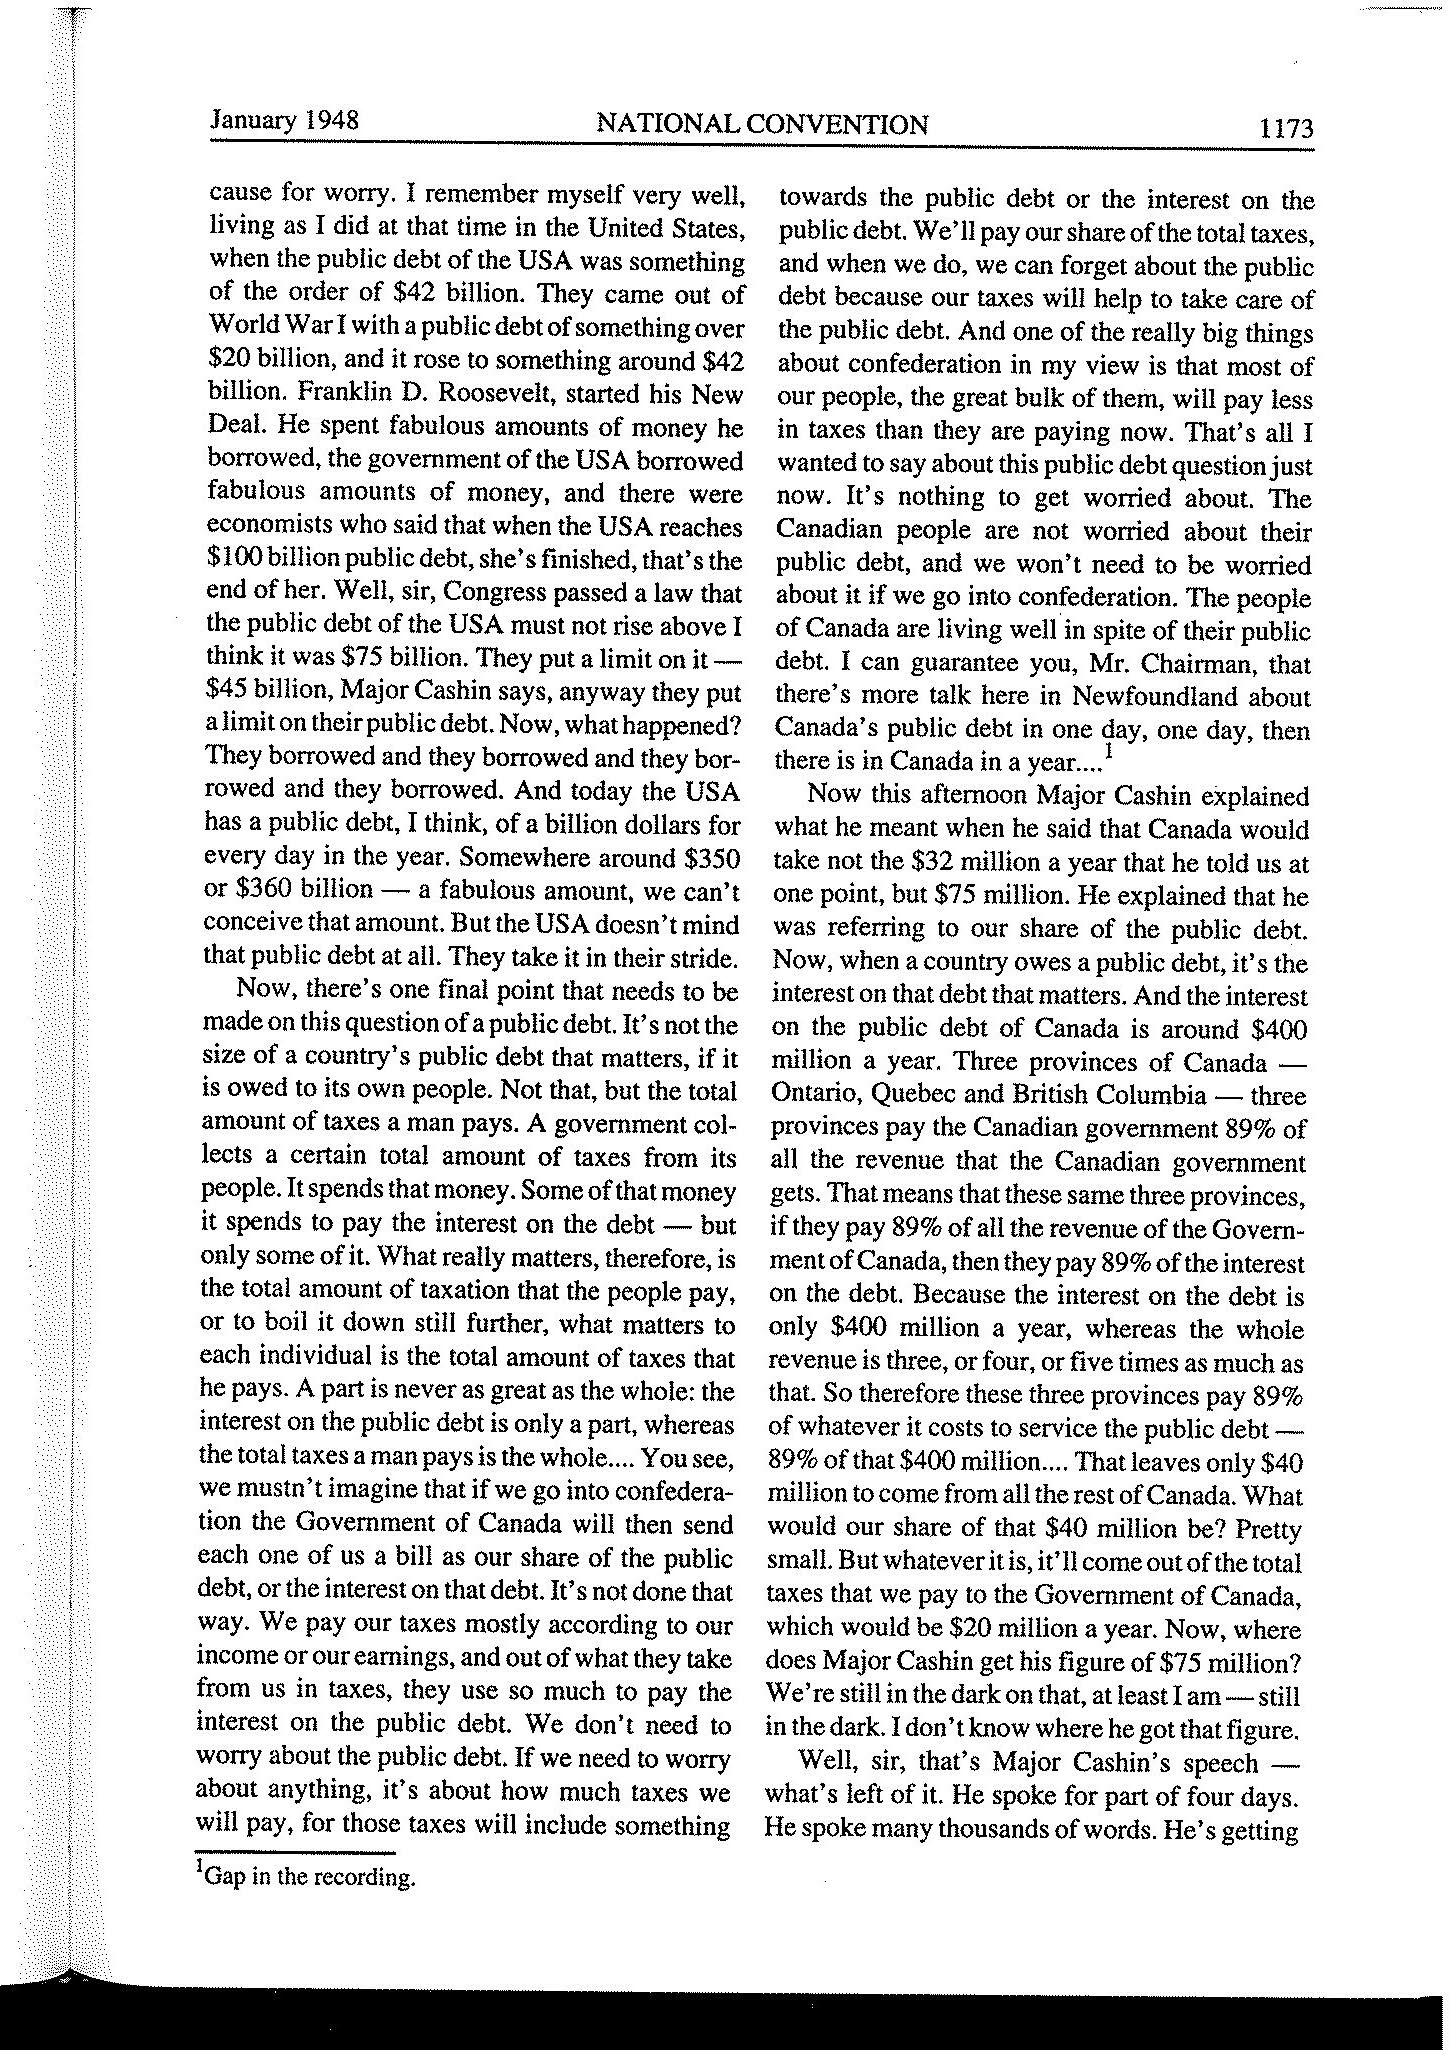 January 1948
NATIONAL CONVENTION
1173
cause for worry. I remember myself very well,
living as I did at that time in the United States,
when the public debt of the USA was something
of the order of $42 billion. They came out of
World War I with a public debt of something over
$20 billion, and it rose to something around $42
billion. Franklin D. Roosevelt, started his New
Deal. He spent fabulous amounts of money he
borrowed, the government of the USA borrowed
fabulous amounts of money, and there were
economists who said that when the USA reaches
$100 billion public debt, she's finished, that's the
end of her. Well, sir, Congress passed a law that
the public debt of the USA must not rise above I
think it was $75 billion. They put a limit on it —
$45 billion, Major Cashin says, anyway they put
a limit on their public debt. Now, what happened?
They borrowed and they borrowed and they bor-
rowed and they borrowed. And today the USA
has a public debt, I think, of a billion dollars for
every day in the year. Somewhere around $350
or $360 billion — a fabulous amount, we can't
conceive that amount. But the USA doesn't mind
that public debt at all. They take it in their stride.
Now, there's one final point that needs to be
made on this question of a public debt. It's not the
size of a country's public debt that matters, if it
is owed to its own people. Not that, but the total
amount of taxes a man pays. A government col-
lects a certain total amount of taxes from its
people. It spends that money. Some of that money
it spends to pay the interest on the debt — but
only some of it. What really matters, therefore, is
the total amount of taxation that the people pay,
or to boil it down still further, what matters to
each individual is the total amount of taxes that
he pays. A part is never as great as the whole: the
interest on the public debt is only a part, whereas
the total taxes a man pays is the whole.... You see,
we mustn't imagine that if we go into confedera-
tion the Government of Canada will then send
each one of us a bill as our share of the public
debt, or the interest on that debt. It's not done that
way. We pay our taxes mostly according to our
income or our earnings, and out of what they take
from us in taxes, they use so much to pay the
interest on the public debt. We don't need to
worry about the public debt. If we need to worry
about anything, it's about how much taxes we
will pay, for those taxes will include something
towards the public debt or the interest on the
public debt. We'll pay our share of the total taxes,
and when we do, we can forget about the public
debt because our taxes will help to take care of
the public debt. And one of the really big things
about confederation in my view is that most of
our people, the great bulk of them, will pay less
in taxes than they are paying now. That's all I
wanted to say about this public debt question just
now. It's nothing to get worried about. The
Canadian people are not worried about their
public debt, and we won't need to be worried
about it if we go into confederation. The people
of Canada are living well in spite of their public
debt. I can guarantee you, Mr. Chairman, that
there's more talk here in Newfoundland about
Canada's public debt in one day, one day, then
there is in Canada in a year....1
Now this afternoon Major Cashin explained
what he meant when he said that Canada would
take not the $32 million a year that he told us at
one point, but $75 million. He explained that he
was referring to our share of the public debt.
Now, when a country owes a public debt, it's the
interest on that debt that matters. And the interest
on the public debt of Canada is around $400
million a year. Three provinces of Canada —
Ontario, Quebec and British Columbia — three
provinces pay the Canadian government 89% of
all the revenue that the Canadian government
gets. That means that these same three provinces,
if they pay 89% of all the revenue of the Govern-
ment of Canada, then they pay 89% of the interest
on the debt. Because the interest on the debt is
only $400 million a year, whereas the whole
revenue is three, or four, or five times as much as
that. So therefore these three provinces pay 89%
of whatever it costs to service the public debt —
89% of that $400 million.... That leaves only $40
million to come from all the rest of Canada. What
would our share of that $40 million be? Pretty
small. But whatever it is, it'll come out of the total
taxes that we pay to the Government of Canada,
which would be $20 million a year. Now, where
does Major Cashin get his figure of $75 million?
We're still in the dark on that, at least I am — still
in the dark. I don't know where he got that figure.
Well, sir, that's Major Cashin's speech —
what's left of it. He spoke for part of four days.
He spoke many thousands of words. He's getting
1Gap in the recording.